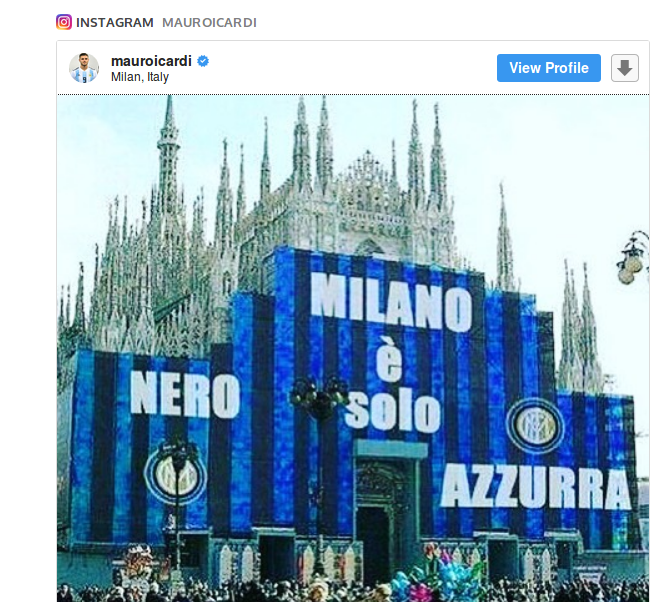 INSTAGRAM MAUROICARDI
mauroicardi
Milan, Italy
View Profile
MILANO
è
solo
NERO
AZZURRA